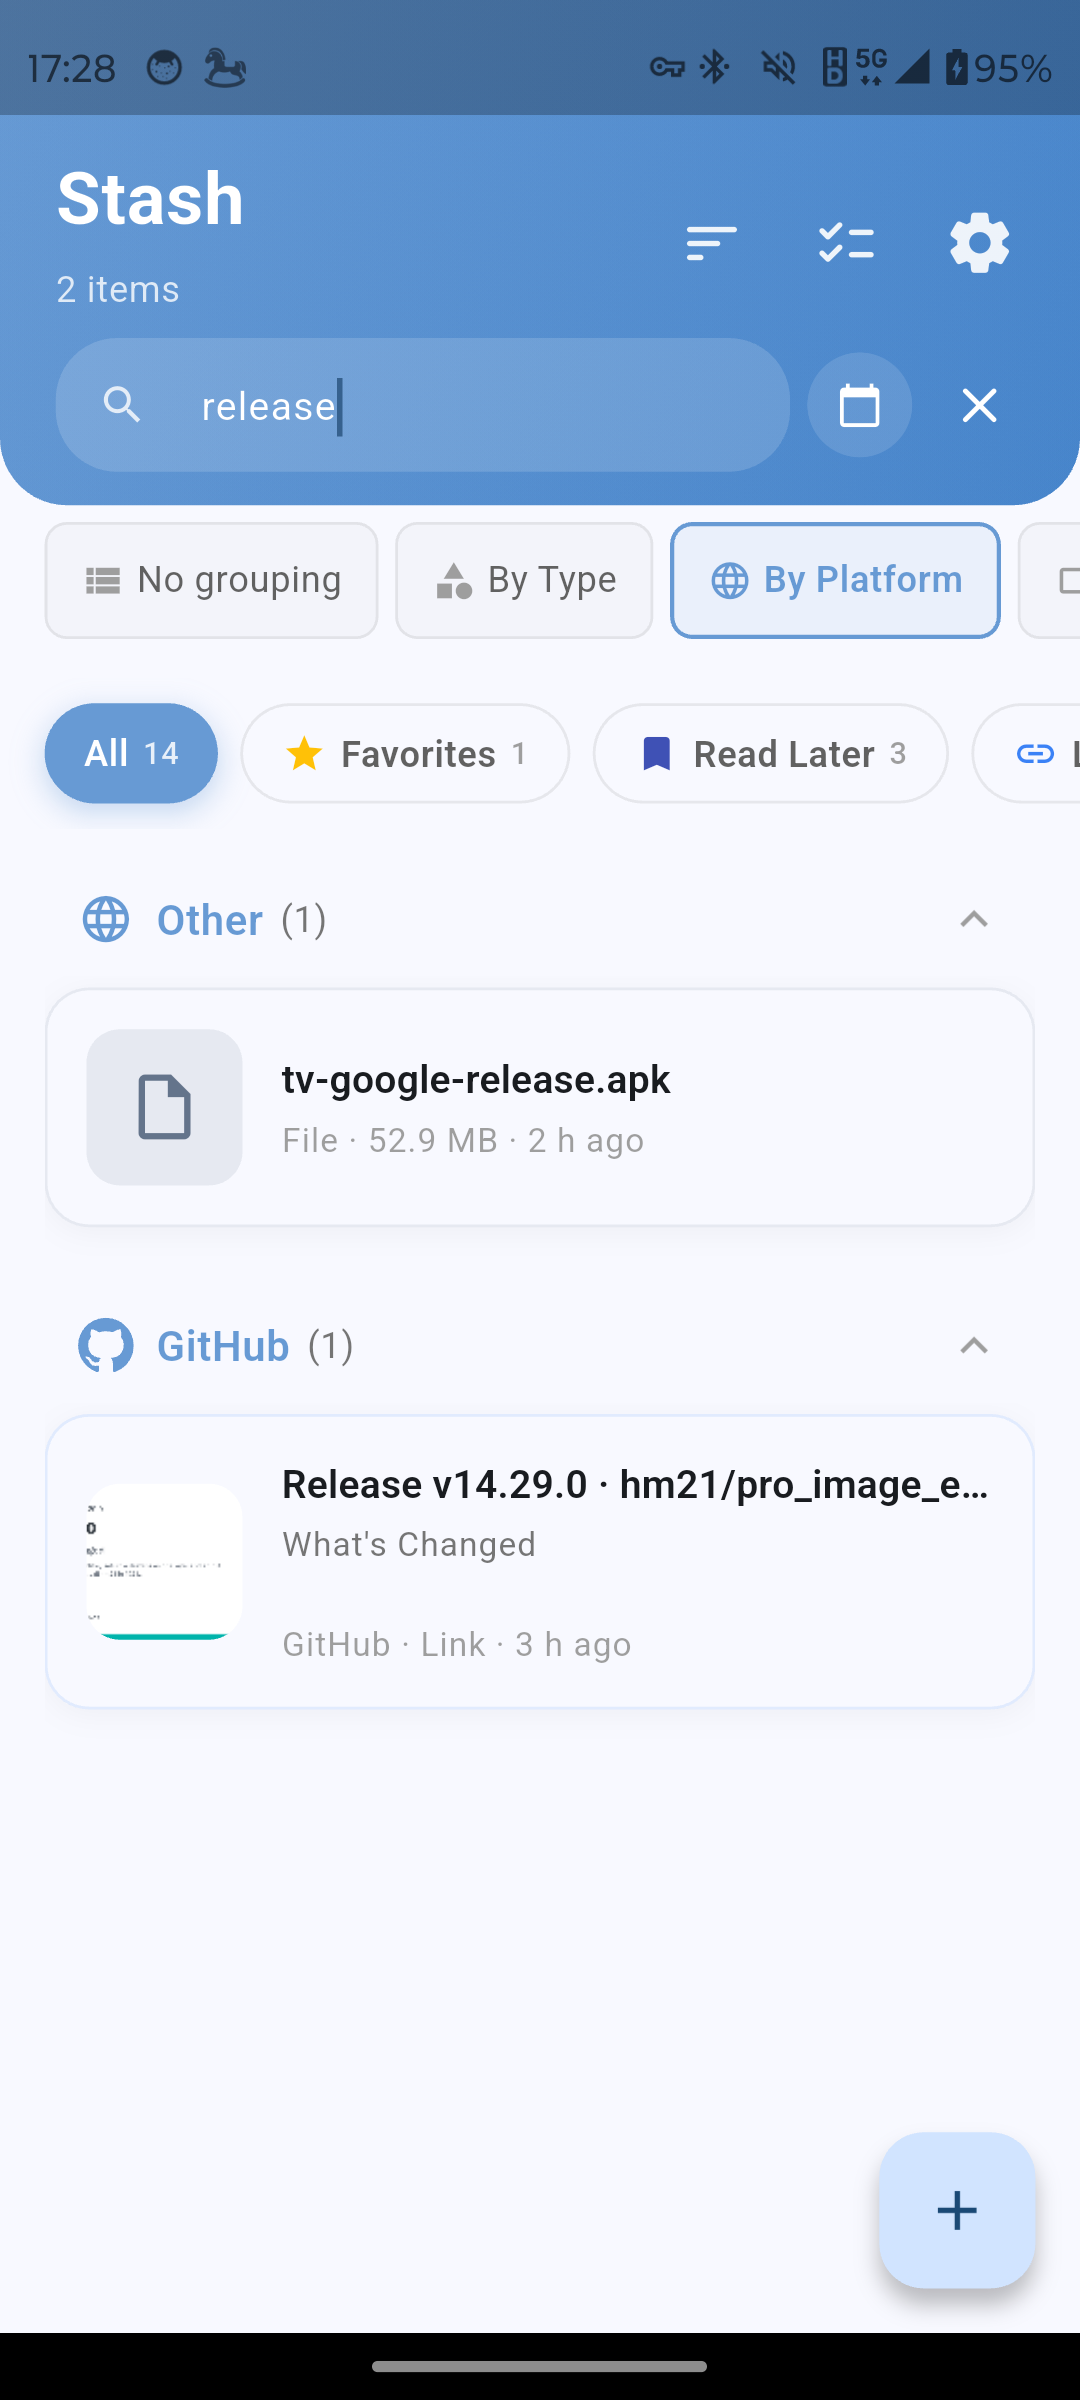 17:28 HD 5G 95%
Stash
2 items
release
No grouping By Type By Platform
All 14 Favorites 1 Read Later 3
Other (1)
tv-google-release.apk
File · 52.9 MB · 2 h ago
GitHub (1)
Release v14.29.0 · hm21/pro_image_e…
What's Changed
GitHub · Link · 3 h ago